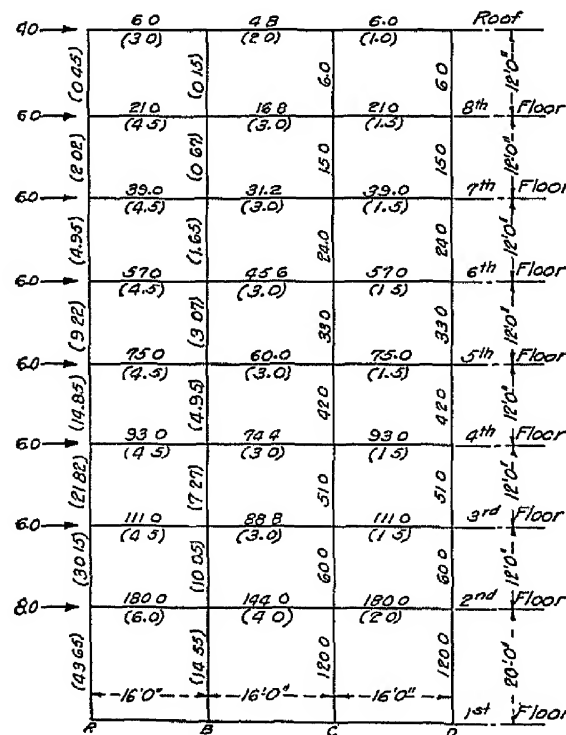 6.0 4.8 6.0 Roof
4.0 (3.0) (2.0) (1.0)
(0.45) (0.15) 6.0 6.0 12'0"
21.0 16.8 21.0 8th Floor
6.0 (4.5) (3.0) (1.5)
(2.02) (0.67) 15.0 15.0 12'0"
39.0 31.2 39.0 7th Floor
6.0 (4.5) (3.0) (1.5)
(4.95) (1.65) 24.0 24.0 12'0"
57.0 45.6 57.0 6th Floor
6.0 (4.5) (3.0) (1.5)
(9.22) (3.07) 33.0 33.0 12'0"
75.0 60.0 75.0 5th Floor
6.0 (4.5) (3.0) (1.5)
(14.85) (4.95) 42.0 42.0 12'0"
93.0 74.4 93.0 4th Floor
6.0 (4.5) (3.0) (1.5)
(21.82) (7.27) 51.0 51.0 12'0"
111.0 88.8 111.0 3rd Floor
6.0 (4.5) (3.0) (1.5)
(30.15) (10.05) 60.0 60.0 12'0"
180.0 144.0 180.0 2nd Floor
8.0 (6.0) (4.0) (2.0)
(43.65) (14.55) 120.0 120.0 20'0"
16'0" 16'0" 16'0"
1st Floor
A B C D